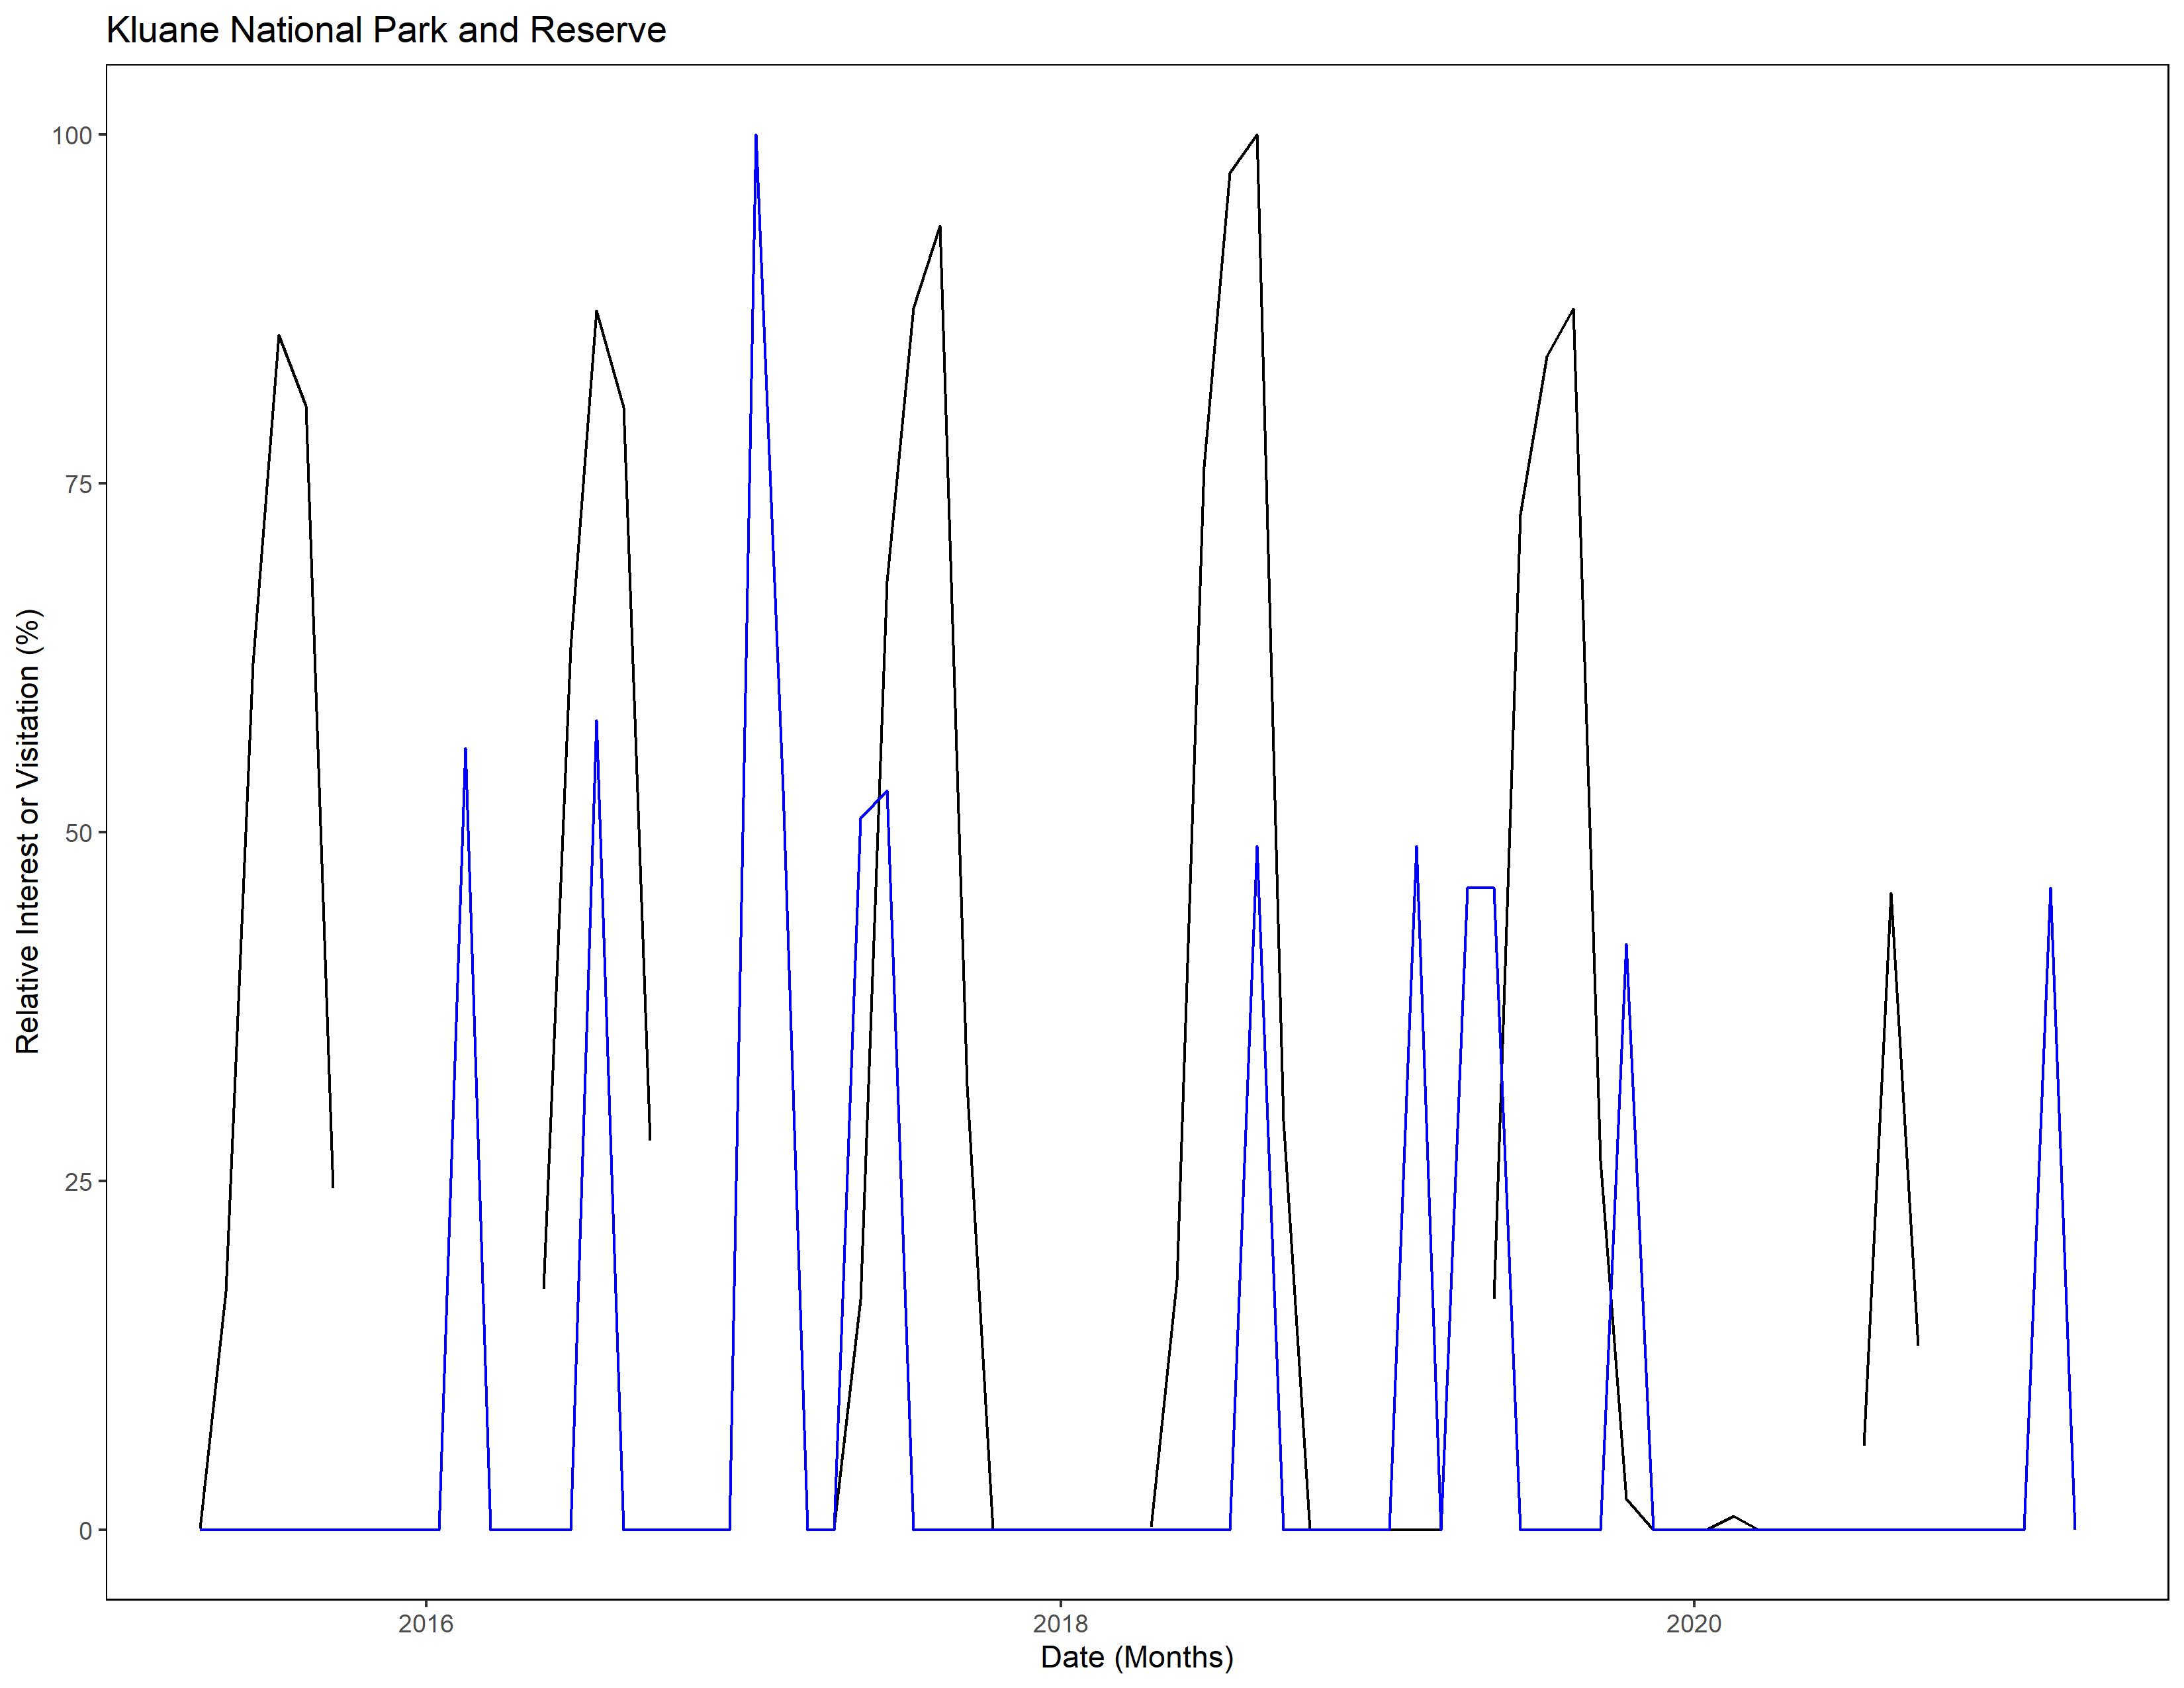 Kluane National Park and Reserve
100
75
50
25
0
Relative Interest or Visitation (%)
2016
2018
2020
Date (Months)